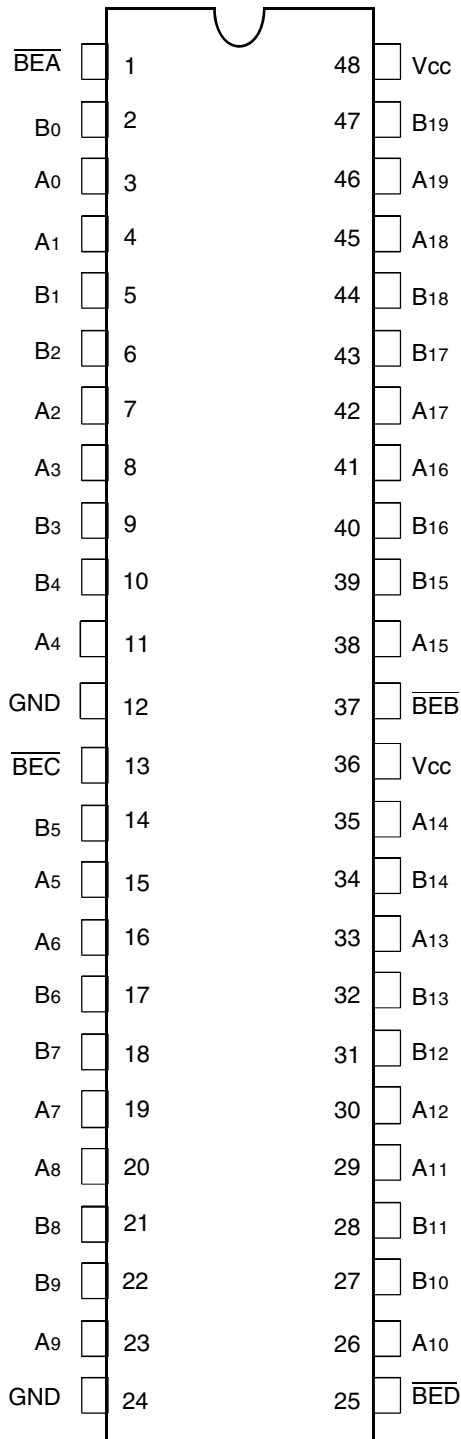 BEA 1 48 Vcc
B0 2 47 B19
A0 3 46 A19
A1 4 45 A18
B1 5 44 B18
B2 6 43 B17
A2 7 42 A17
A3 8 41 A16
B3 9 40 B16
B4 10 39 B15
A4 11 38 A15
GND 12 37 BEB
BEC 13 36 Vcc
B5 14 35 A14
A5 15 34 B14
A6 16 33 A13
B6 17 32 B13
B7 18 31 B12
A7 19 30 A12
A8 20 29 A11
B8 21 28 B11
B9 22 27 B10
A9 23 26 A10
GND 24 25 BED